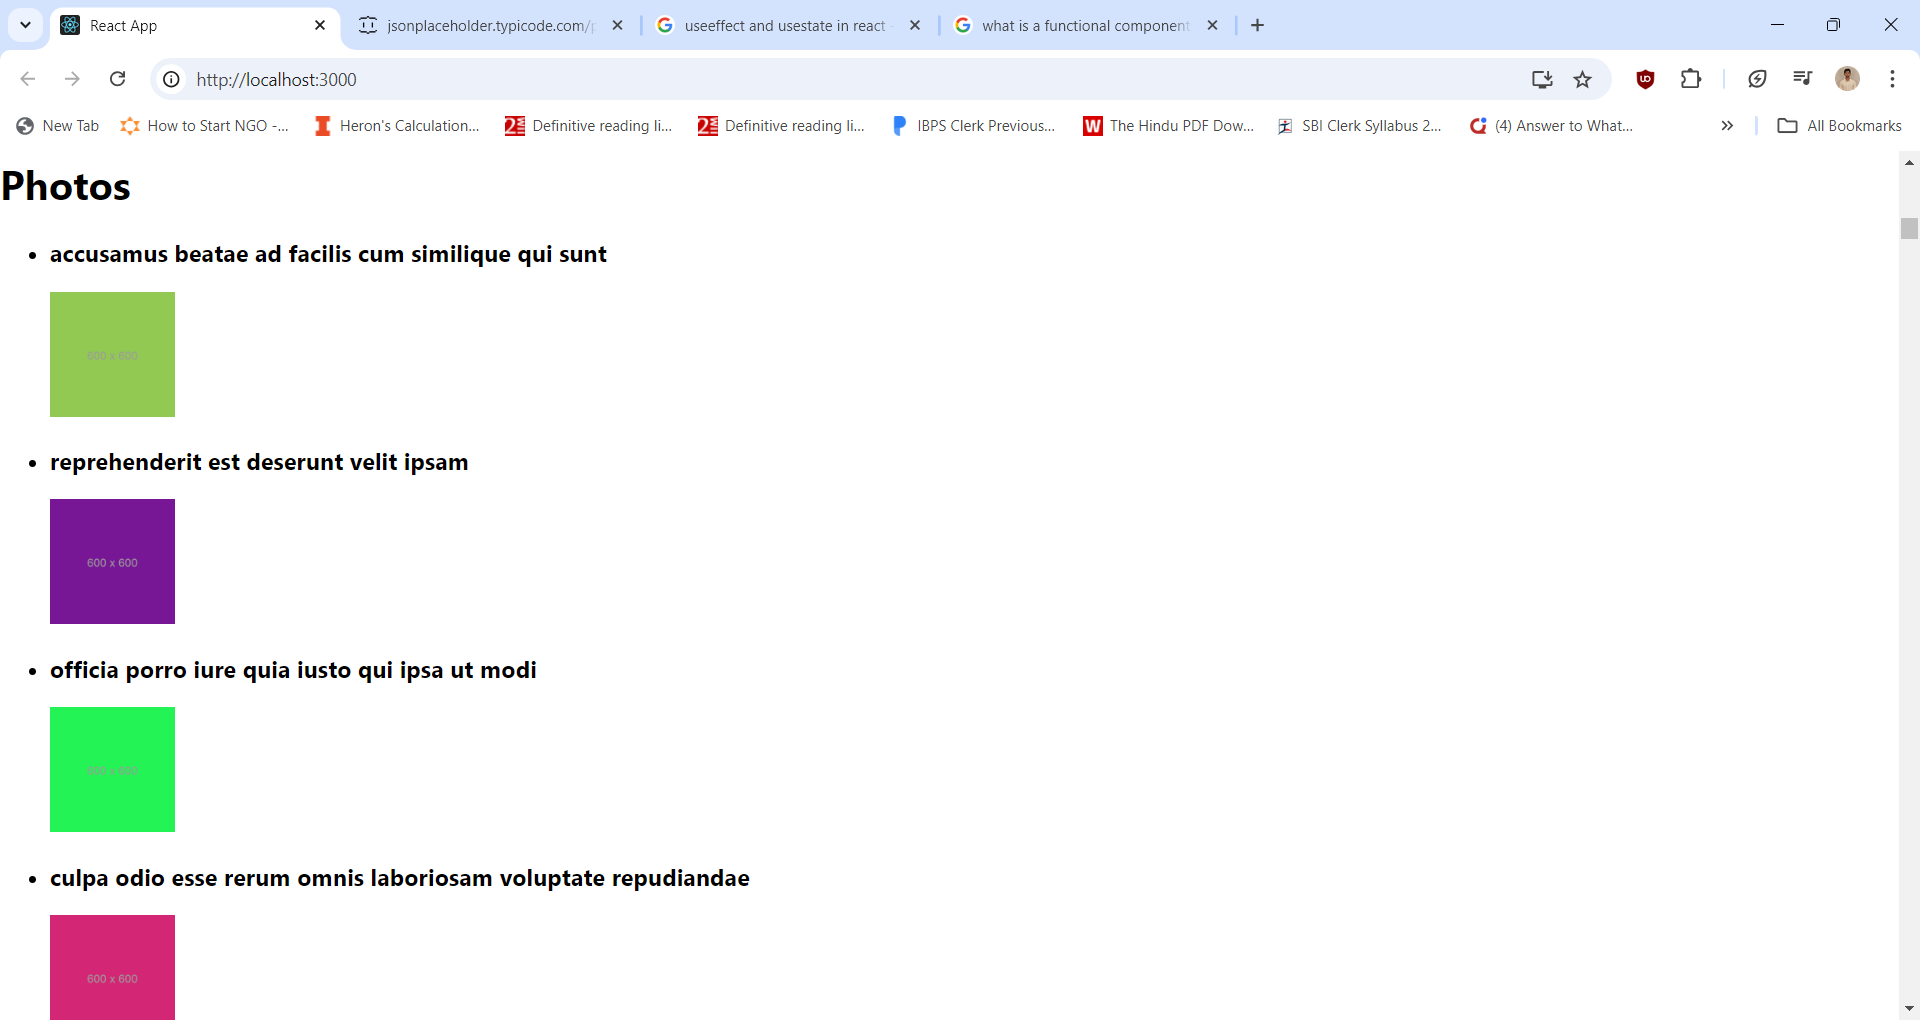 React App
jsonplaceholder.typicode.com/p
useeffect and usestate in react
what is a functional component
http://localhost:3000
New Tab
How to Start NGO -...
Heron's Calculation...
Definitive reading li...
Definitive reading li...
IBPS Clerk Previous...
The Hindu PDF Dow...
SBI Clerk Syllabus 2...
(4) Answer to What...
All Bookmarks
Photos
• accusamus beatae ad facilis cum similique qui sunt
600 x 600
• reprehenderit est deserunt velit ipsam
600 x 600
• officia porro iure quia iusto qui ipsa ut modi
600 x 600
• culpa odio esse rerum omnis laboriosam voluptate repudiandae
600 x 600